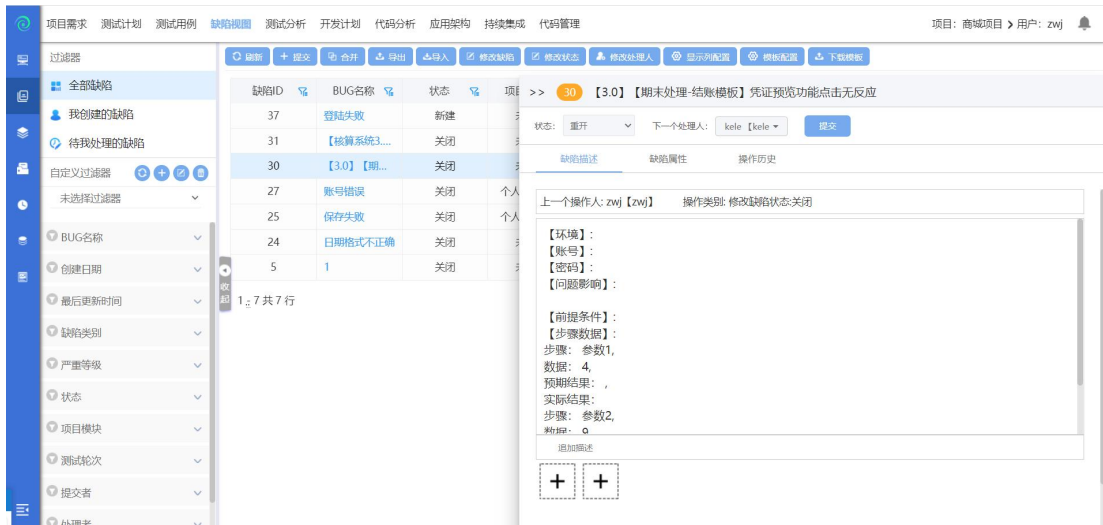 项目需求 测试计划 测试用例 缺陷视图 测试分析 开发计划 代码分析 应用架构 持续集成 代码管理 项目：商城项目 用户：zwj
过滤器
全部缺陷
我创建的缺陷
待我处理的缺陷
自定义过滤器
未选择过滤器
BUG名称
创建日期
最后更新时间
缺陷类别
严重等级
状态
项目模块
测试轮次
提交者
处理者
刷新 提交 合并 导出 导入 修改缺陷 修改状态 修改处理人 显示列配置 模板配置 下载模板
缺陷ID BUG名称 状态 项目
37 登陆失败 新建
31 【核算系统3.... 关闭
30 【3.0】【期... 关闭
27 账号错误 关闭 个人
25 保存失败 关闭 个人
24 日期格式不正确 关闭
5 1 关闭
收起
1 - 7 共 7 行
>> 30 【3.0】【期末处理-结账模板】凭证预览功能点击无反应
状态： 重开 下一个处理人： kele【kele 提交
缺陷描述 缺陷属性 操作历史
上一个操作人: zwj【zwj】 操作类别: 修改缺陷状态:关闭
【环境】：
【账号】：
【密码】：
【问题影响】：
【前提条件】：
【步骤数据】：
步骤： 参数1,
数据： 4,
预期结果： ,
实际结果：
步骤： 参数2,
数据： 9
追加描述